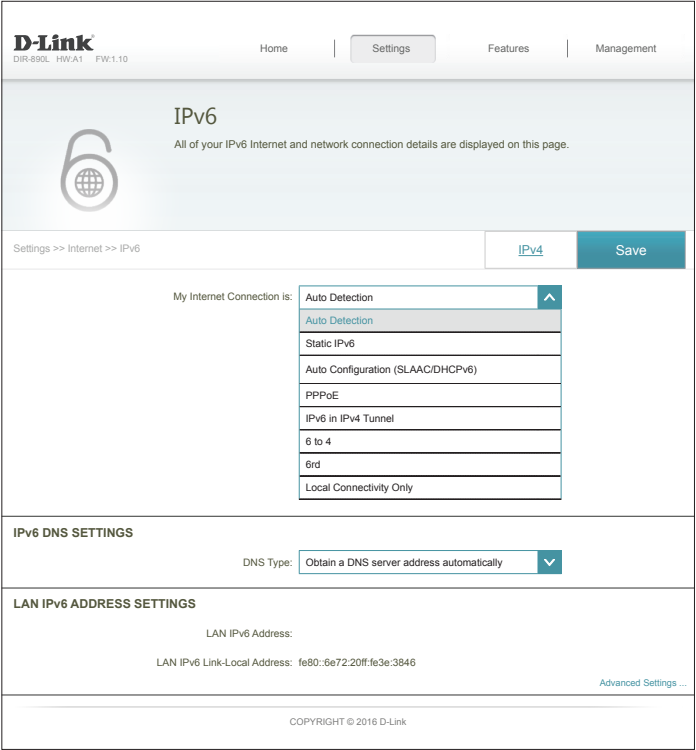 D-Link
DIR-890L HW:A1 FW:1.10
Home
Settings
Features
Management
IPv6
All of your IPv6 Internet and network connection details are displayed on this page.
Settings >> Internet >> IPv6
IPv4
Save
My Internet Connection is: Auto Detection
Auto Detection
Static IPv6
Auto Configuration (SLAAC/DHCPv6)
PPPoE
IPv6 in IPv4 Tunnel
6 to 4
6rd
Local Connectivity Only
IPv6 DNS SETTINGS
DNS Type: Obtain a DNS server address automatically
LAN IPv6 ADDRESS SETTINGS
LAN IPv6 Address:
LAN IPv6 Link-Local Address: fe80::6e72:20ff:fe3e:3846
Advanced Settings ...
COPYRIGHT © 2016 D-Link